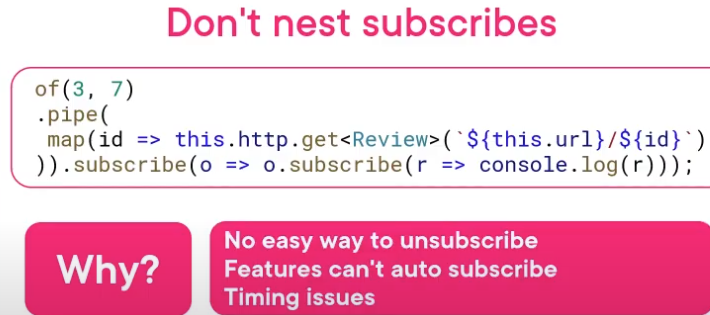 Don't nest subscribes
of(3, 7)
.pipe(
map(id => this.http.get<Review>(`${this.url}/${id}`)
)).subscribe(o => o.subscribe(r => console.log(r)));
Why?
No easy way to unsubscribe
Features can't auto subscribe
Timing issues